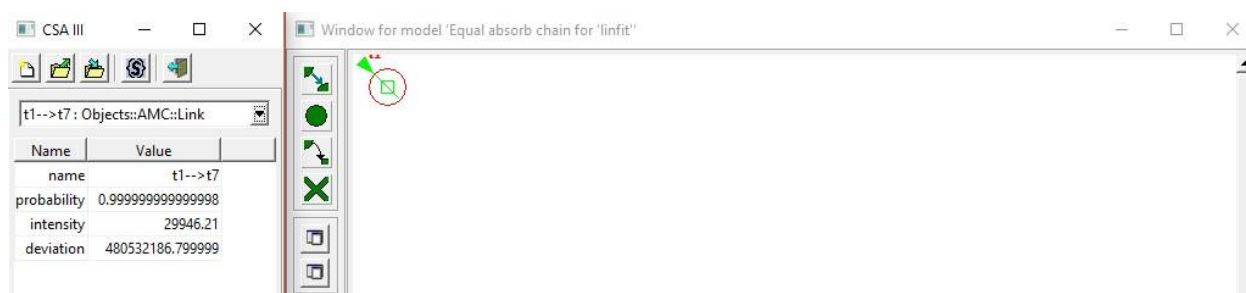 CSA III
Window for model 'Equal absorb chain for 'linfit''
t1-->t7 : Objects::AMC::Link
Name Value
name t1-->t7
probability 0.999999999999998
intensity 29946.21
deviation 480532186.799999